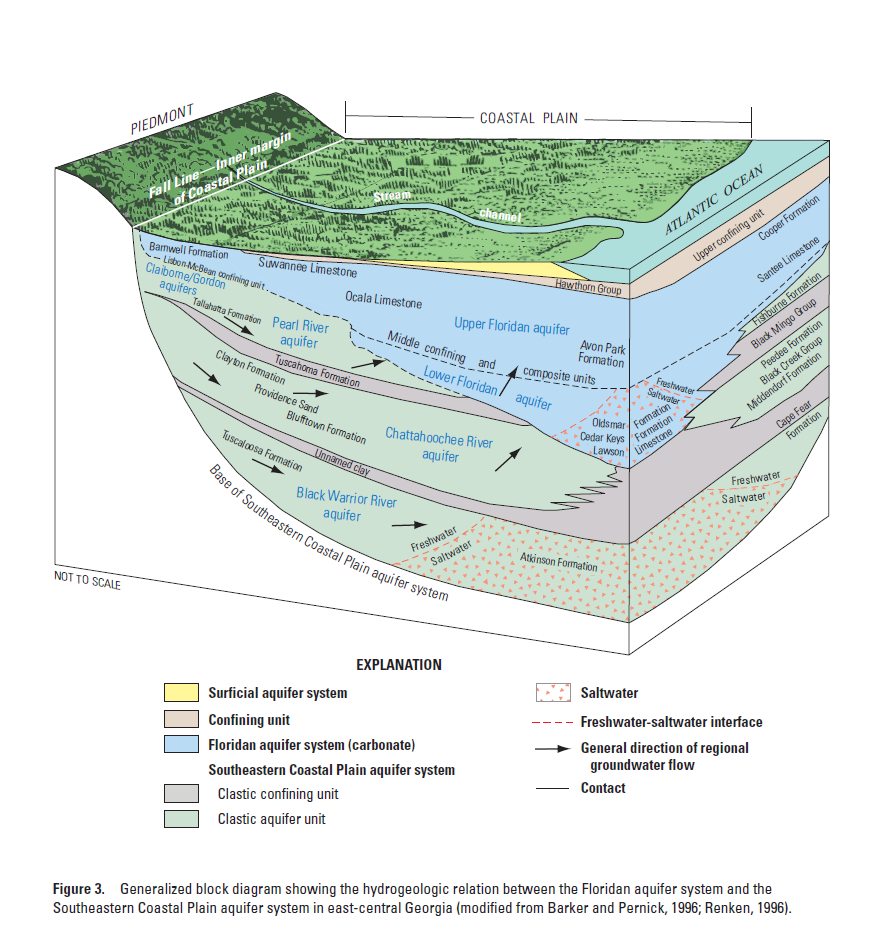 PIEDMONT
COASTAL PLAIN
Fall Line—Inner margin
of Coastal Plain
Stream
channel
ATLANTIC OCEAN
Upper confining unit
Cooper Formation
Santee Limestone
Fishburne Formation
Black Mingo Group
Peedee Formation
Black Creek Group
Middendorf Formation
Cape Fear
Formation
Barnwell Formation
Lisbon-McBean confining unit
Claiborne/Gordon
aquifers
Suwannee Limestone
Hawthorn Group
Ocala Limestone
Tallahatta Formation
Pearl River
aquifer
Upper Floridan aquifer
Avon Park
Formation
Middle confining and composite units
Lower Floridan aquifer
Clayton Formation
Tuscahoma Formation
Providence Sand
Blufftown Formation
Freshwater
Saltwater
Oldsmar Formation
Cedar Keys Formation
Lawson Limestone
Chattahoochee River
aquifer
Tuscaloosa Formation
Unnamed clay
Black Warrior River
aquifer
Freshwater
Saltwater
Freshwater
Saltwater
Atkinson Formation
Base of Southeastern Coastal Plain aquifer system
NOT TO SCALE
EXPLANATION
Surficial aquifer system
Confining unit
Floridan aquifer system (carbonate)
Southeastern Coastal Plain aquifer system
Clastic confining unit
Clastic aquifer unit
Saltwater
Freshwater-saltwater interface
General direction of regional
groundwater flow
Contact
Figure 3. Generalized block diagram showing the hydrogeologic relation between the Floridan aquifer system and the
Southeastern Coastal Plain aquifer system in east-central Georgia (modified from Barker and Pernick, 1996; Renken, 1996).